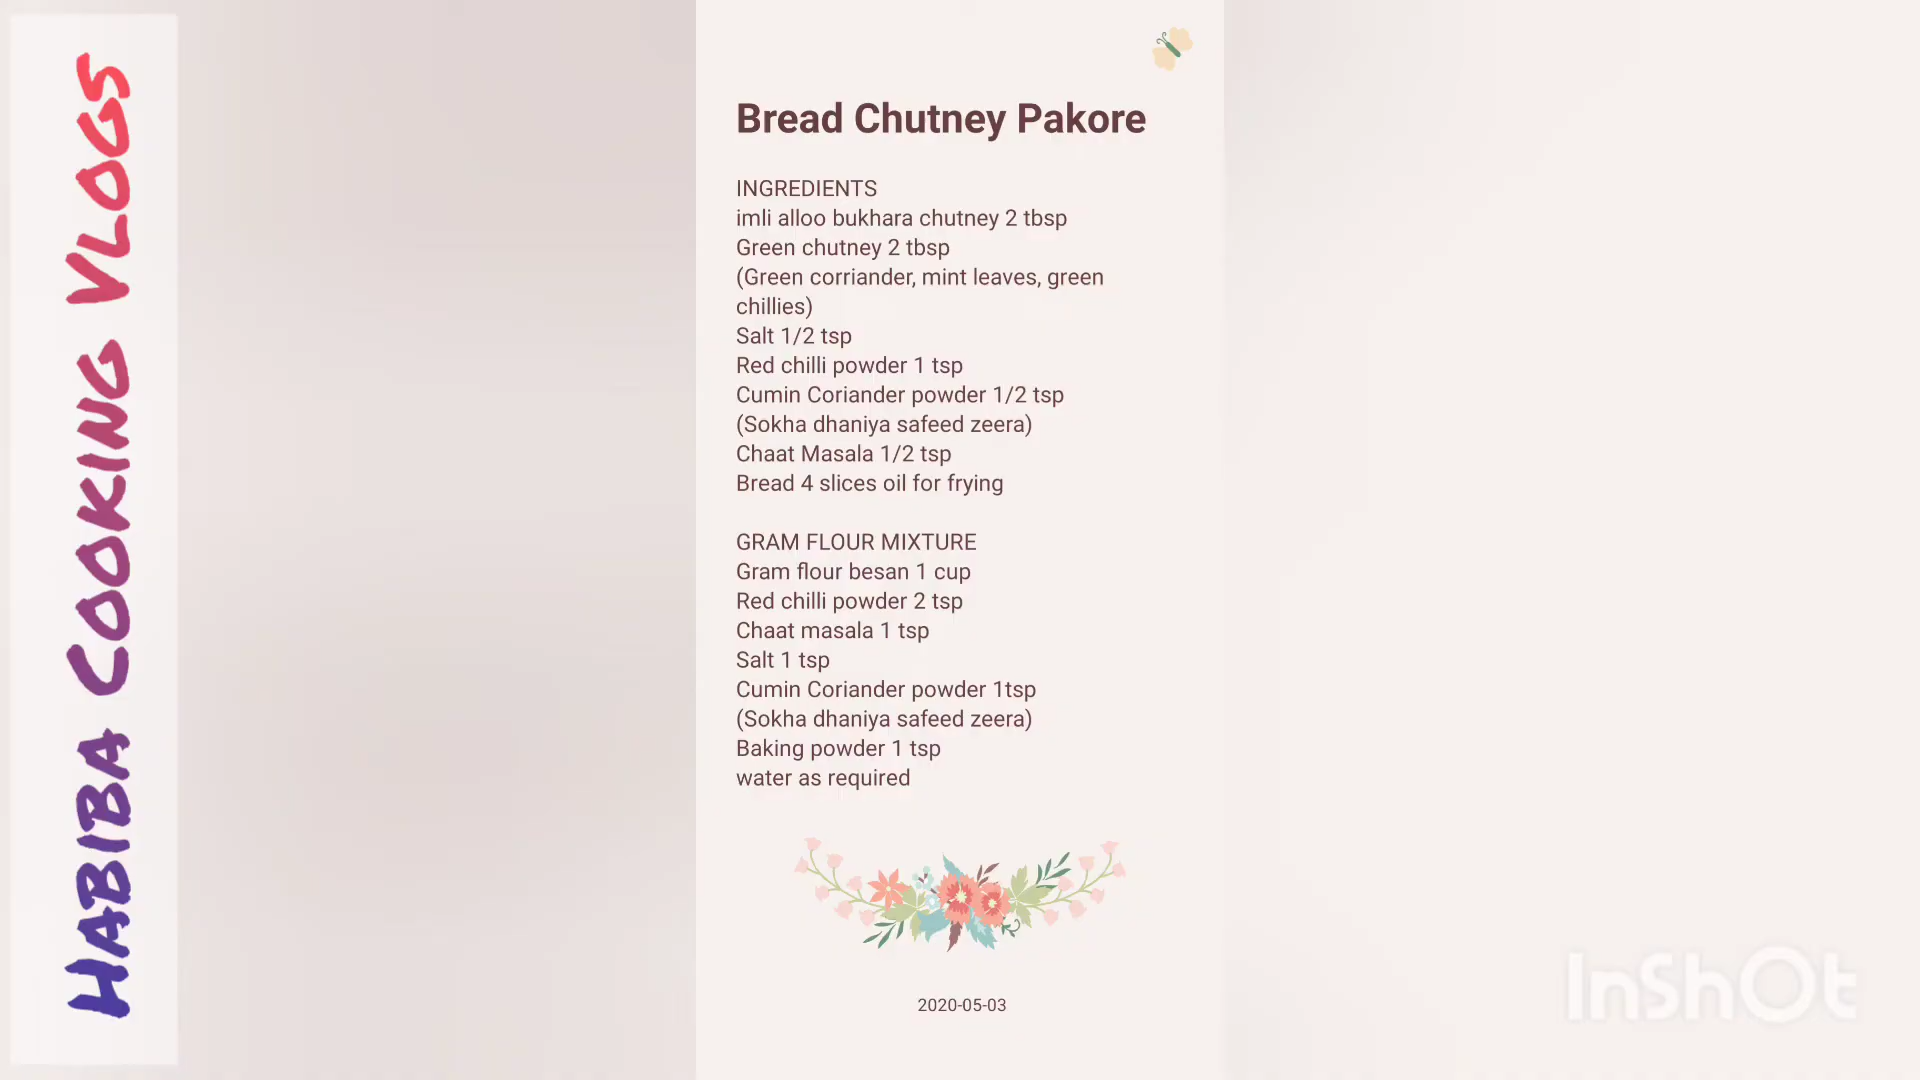 HABIBA COOKING VLOGS
Bread Chutney Pakore
INGREDIENTS
imli alloo bukhara chutney 2 tbsp
Green chutney 2 tbsp
(Green corriander, mint leaves, green
chillies)
Salt 1/2 tsp
Red chilli powder 1 tsp
Cumin Coriander powder 1/2 tsp
(Sokha dhaniya safeed zeera)
Chaat Masala 1/2 tsp
Bread 4 slices oil for frying
GRAM FLOUR MIXTURE
Gram flour besan 1 cup
Red chilli powder 2 tsp
Chaat masala 1 tsp
Salt 1 tsp
Cumin Coriander powder 1tsp
(Sokha dhaniya safeed zeera)
Baking powder 1 tsp
water as required
2020-05-03
InShOt